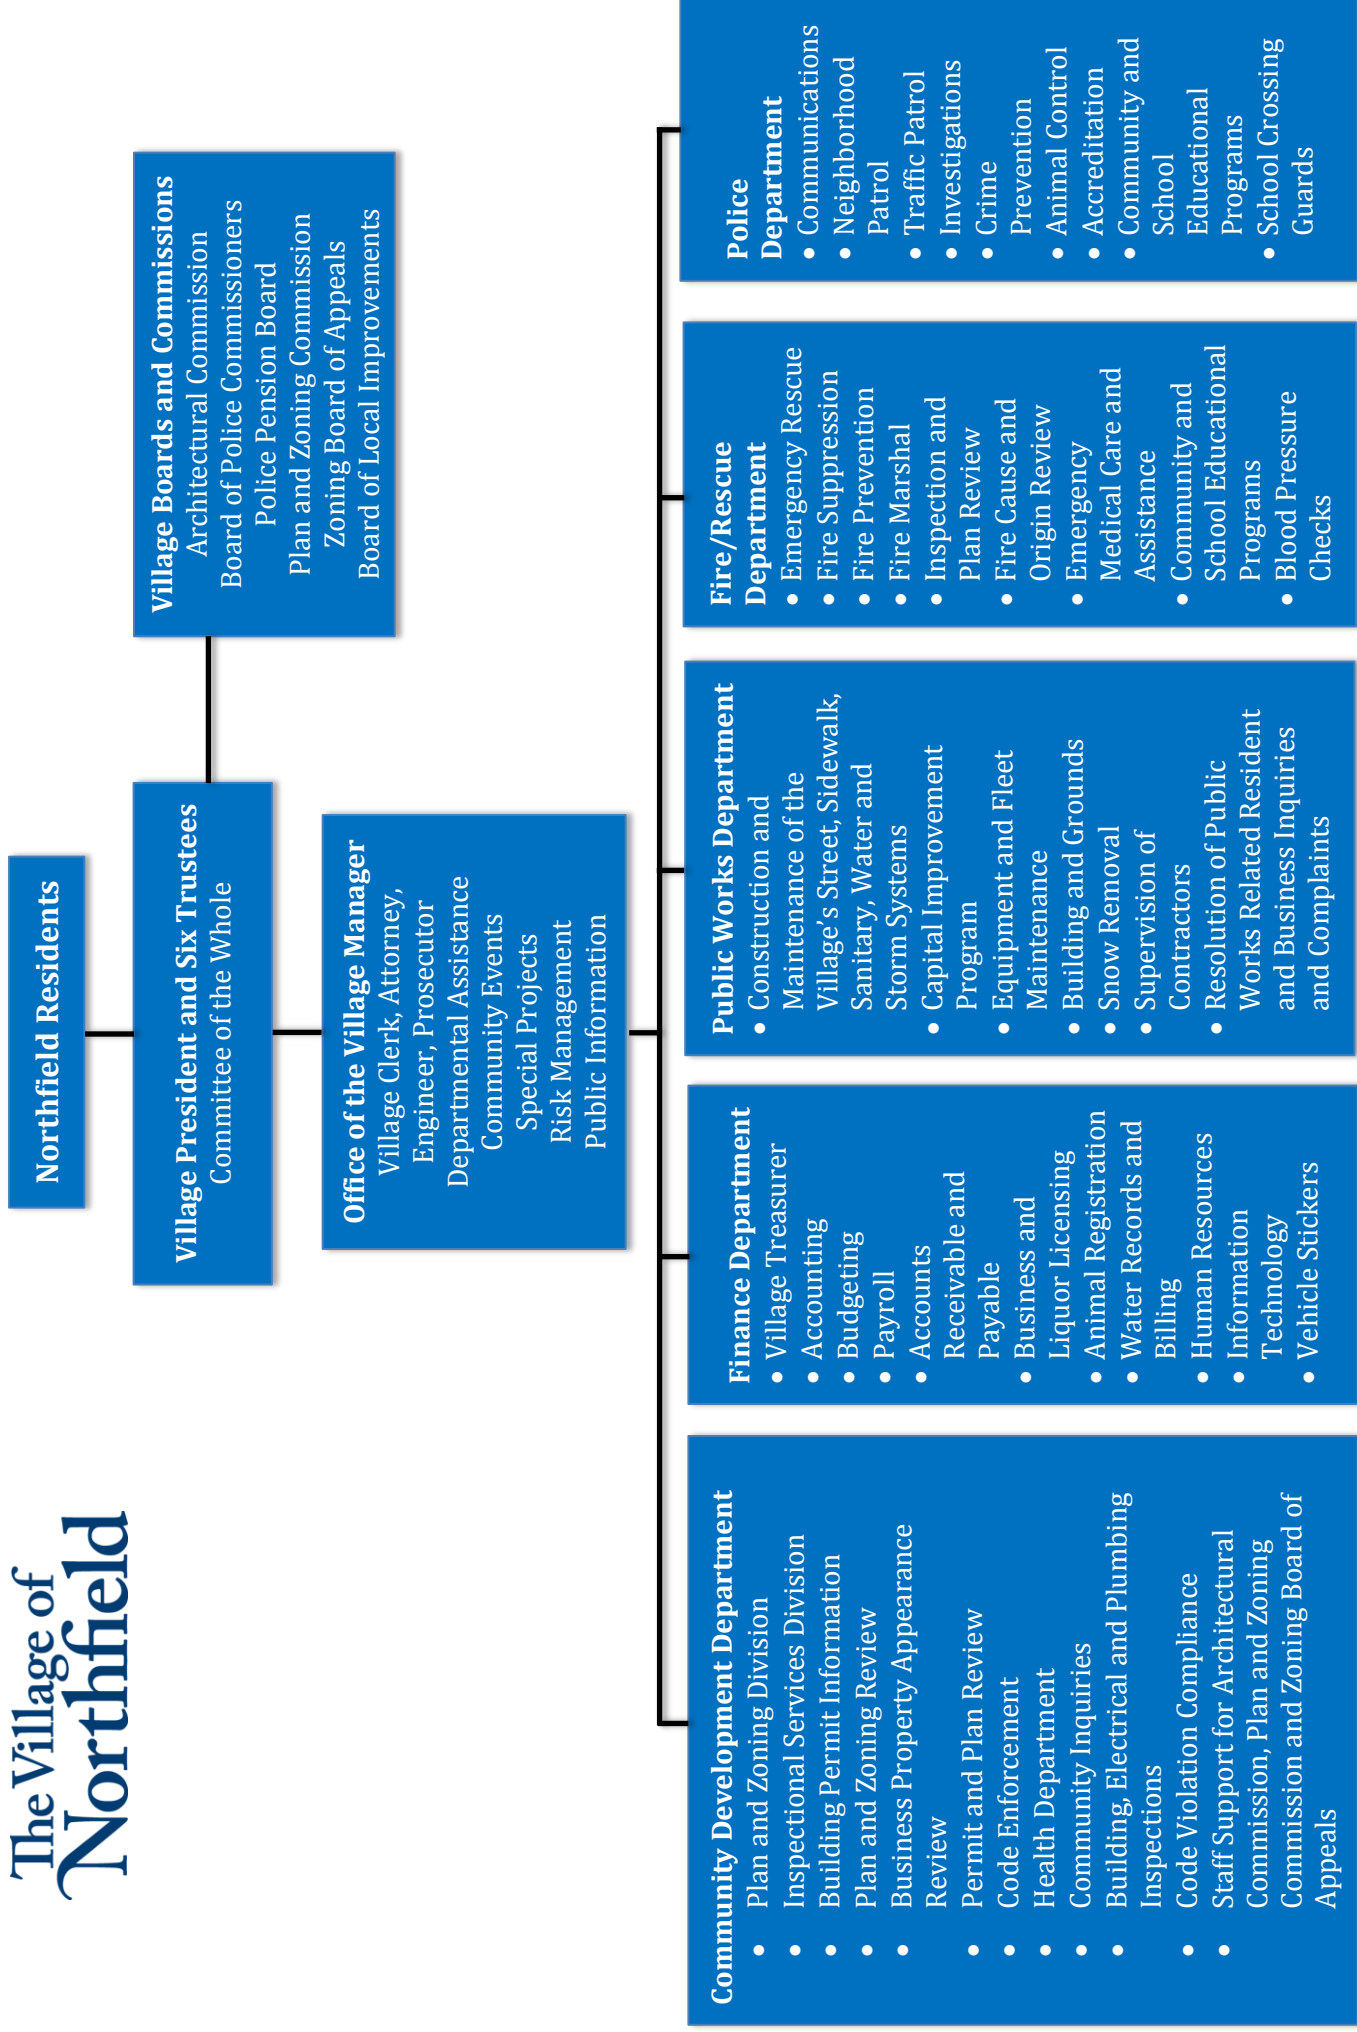 The Village of
Northfield
Northfield Residents
Village President and Six Trustees
Committee of the Whole
Village Boards and Commissions
Architectural Commission
Board of Police Commissioners
Police Pension Board
Plan and Zoning Commission
Zoning Board of Appeals
Board of Local Improvements
Office of the Village Manager
Village Clerk, Attorney,
Engineer, Prosecutor
Departmental Assistance
Community Events
Special Projects
Risk Management
Public Information
Community Development Department
• Plan and Zoning Division
• Inspectional Services Division
• Building Permit Information
• Plan and Zoning Review
• Business Property Appearance
Review
• Permit and Plan Review
• Code Enforcement
• Health Department
• Community Inquiries
• Building, Electrical and Plumbing
Inspections
• Code Violation Compliance
• Staff Support for Architectural
Commission, Plan and Zoning
Commission and Zoning Board of
Appeals
Finance Department
• Village Treasurer
• Accounting
• Budgeting
• Payroll
• Accounts
Receivable and
Payable
• Business and
Liquor Licensing
• Animal Registration
• Water Records and
Billing
• Human Resources
• Information
Technology
• Vehicle Stickers
Public Works Department
• Construction and
Maintenance of the
Village's Street, Sidewalk,
Sanitary, Water and
Storm Systems
• Capital Improvement
Program
• Equipment and Fleet
Maintenance
• Building and Grounds
• Snow Removal
• Supervision of
Contractors
• Resolution of Public
Works Related Resident
and Business Inquiries
and Complaints
Fire/Rescue
Department
• Emergency Rescue
• Fire Suppression
• Fire Prevention
• Fire Marshal
• Inspection and
Plan Review
• Fire Cause and
Origin Review
• Emergency
Medical Care and
Assistance
• Community and
School Educational
Programs
• Blood Pressure
Checks
Police
Department
• Communications
• Neighborhood
Patrol
• Traffic Patrol
• Investigations
• Crime
Prevention
• Animal Control
• Accreditation
• Community and
School
Educational
Programs
• School Crossing
Guards